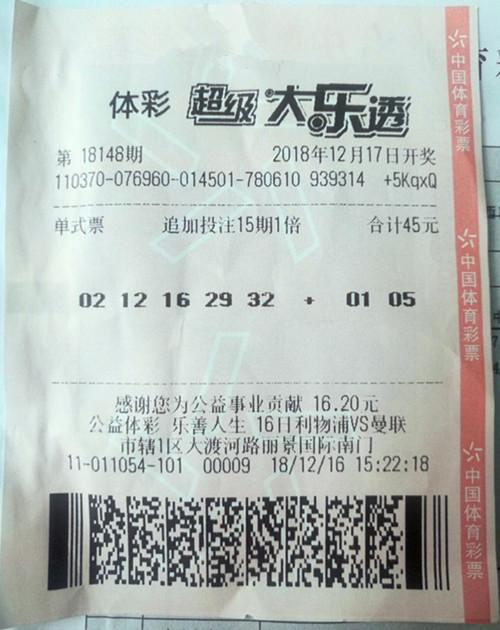 体彩 超级大乐透
第 18148期 2018年12月17日开奖
110370-076960-014501-780610 939314 +5KqxQ
单式票 追加投注15期1倍 合计45元
02 12 16 29 32 + 01 05
感谢您为公益事业贡献 16.20元
公益体彩 乐善人生 16日利物浦VS曼联
市辖1区大渡河路丽景国际南门
11-011054-101 00009 18/12/16 15:22:18
中国体育彩票
中国体育彩票
中国体育彩票